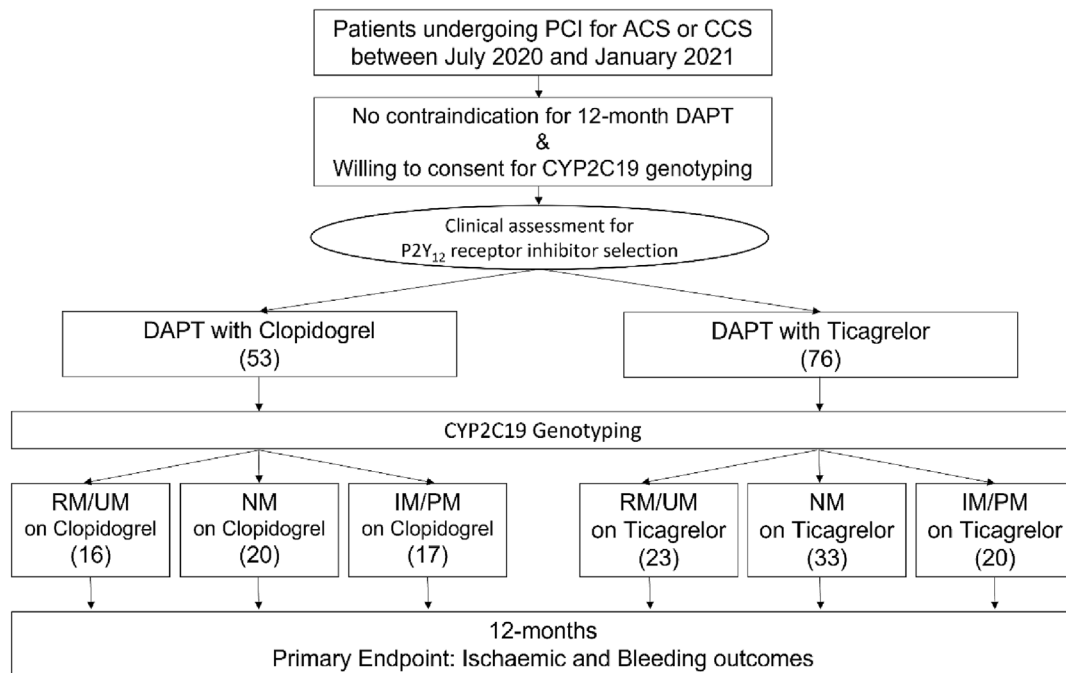 Patients undergoing PCI for ACS or CCS
between July 2020 and January 2021
No contraindication for 12-month DAPT
&
Willing to consent for CYP2C19 genotyping
Clinical assessment for
P2Y₁₂ receptor inhibitor selection
DAPT with Clopidogrel
(53)
DAPT with Ticagrelor
(76)
CYP2C19 Genotyping
RM/UM
on Clopidogrel
(16)
NM
on Clopidogrel
(20)
IM/PM
on Clopidogrel
(17)
RM/UM
on Ticagrelor
(23)
NM
on Ticagrelor
(33)
IM/PM
on Ticagrelor
(20)
12-months
Primary Endpoint: Ischaemic and Bleeding outcomes